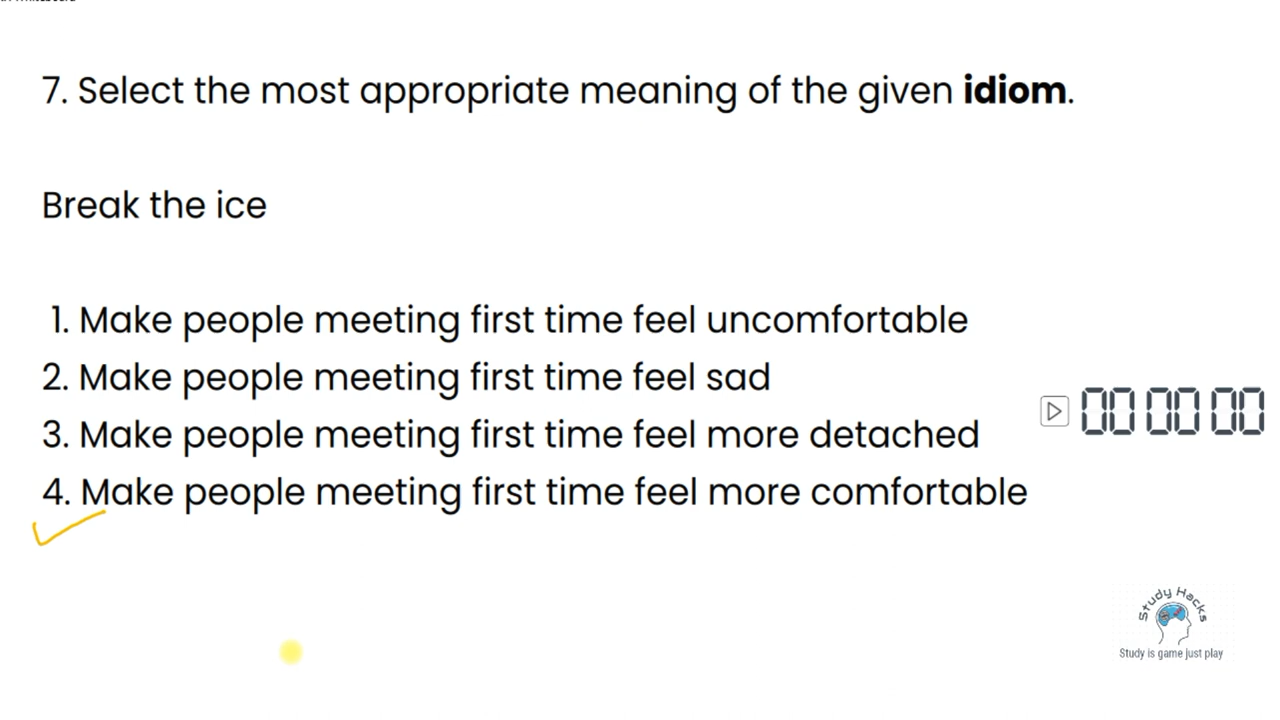 7. Select the most appropriate meaning of the given idiom.
Break the ice
1. Make people meeting first time feel uncomfortable
2. Make people meeting first time feel sad
3. Make people meeting first time feel more detached
00 00 00
4. Make people meeting first time feel more comfortable
Study Hacks
Study is game just play